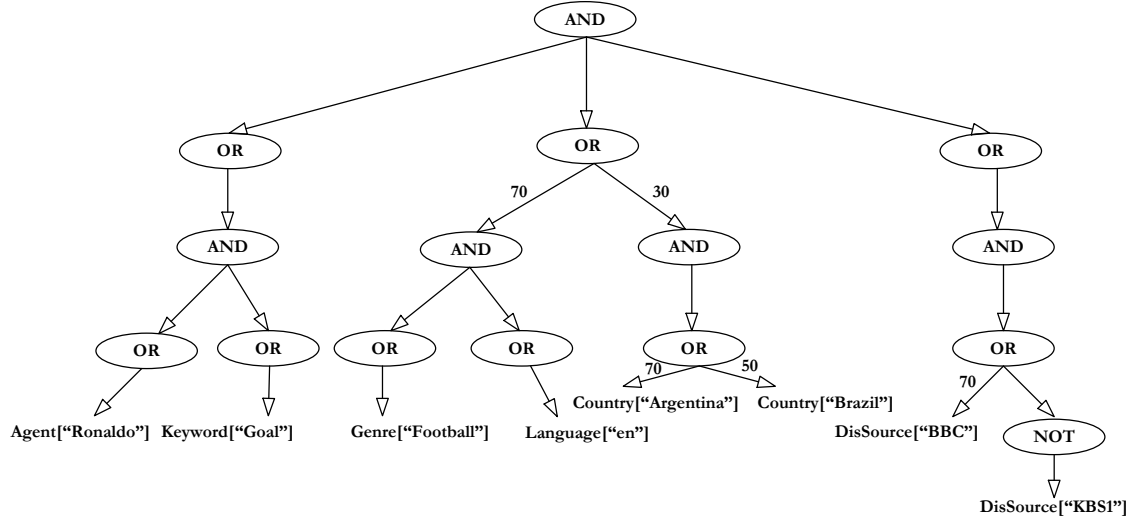 AND
OR
OR
OR
70
30
AND
AND
AND
AND
OR
OR
OR
OR
OR
OR
70
50
70
Country["Argentina"]
Country["Brazil"]
Agent["Ronaldo"]
Keyword["Goal"]
Genre["Football"]
Language["en"]
DisSource["BBC"]
NOT
DisSource["KBS1"]